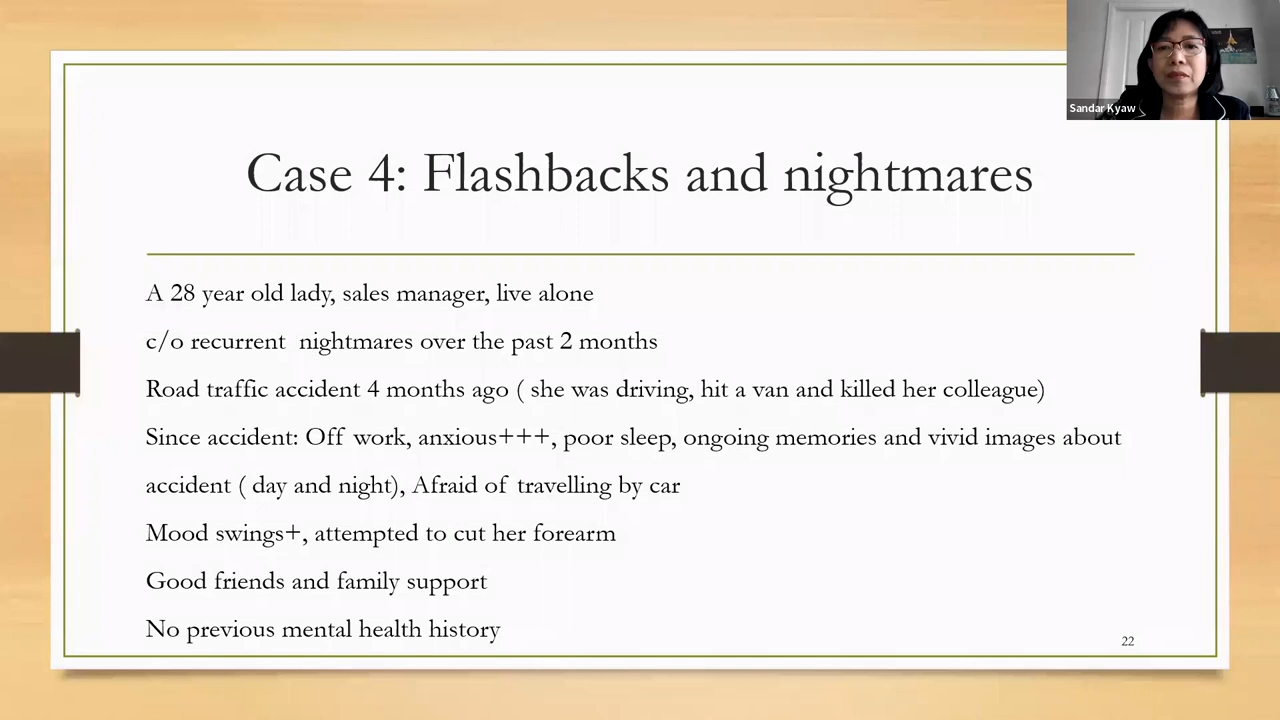 Sandar Kyaw
Case 4: Flashbacks and nightmares
A 28 year old lady, sales manager, live alone
c/o recurrent nightmares over the past 2 months
Road traffic accident 4 months ago ( she was driving, hit a van and killed her colleague)
Since accident: Off work, anxious+++, poor sleep, ongoing memories and vivid images about
accident ( day and night), Afraid of travelling by car
Mood swings+, attempted to cut her forearm
Good friends and family support
No previous mental health history
22